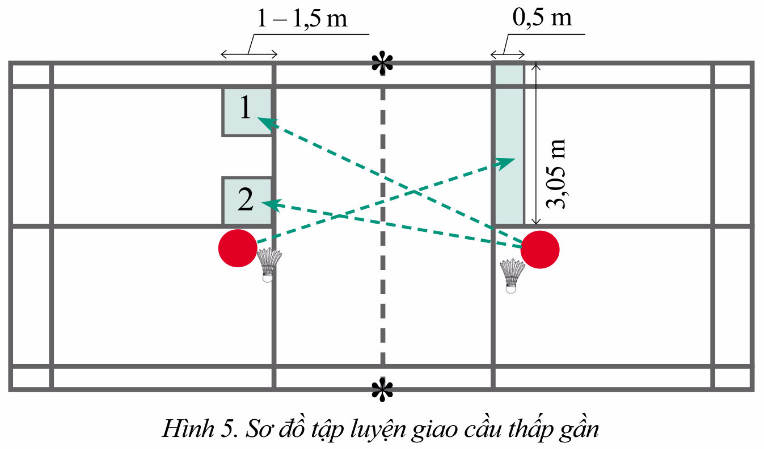 1 – 1,5 m
0,5 m
1
3,05 m
2
Hình 5. Sơ đồ tập luyện giao cầu thấp gần